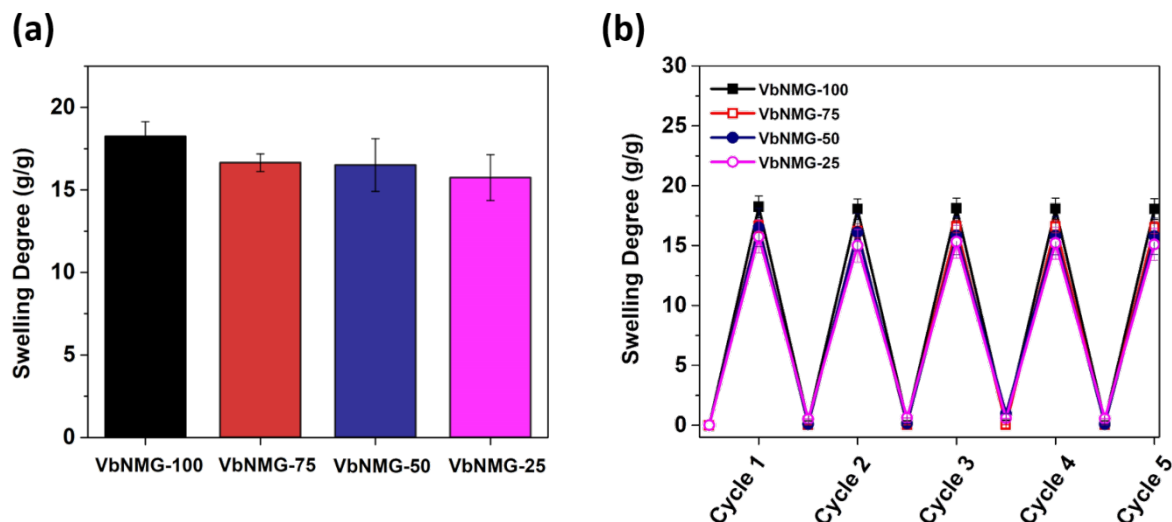 (a)
Swelling Degree (g/g)
20
15
10
5
0
VbNMG-100 VbNMG-75 VbNMG-50 VbNMG-25
(b)
Swelling Degree (g/g)
30
25
20
15
10
5
0
VbNMG-100
VbNMG-75
VbNMG-50
VbNMG-25
Cycle 1
Cycle 2
Cycle 3
Cycle 4
Cycle 5